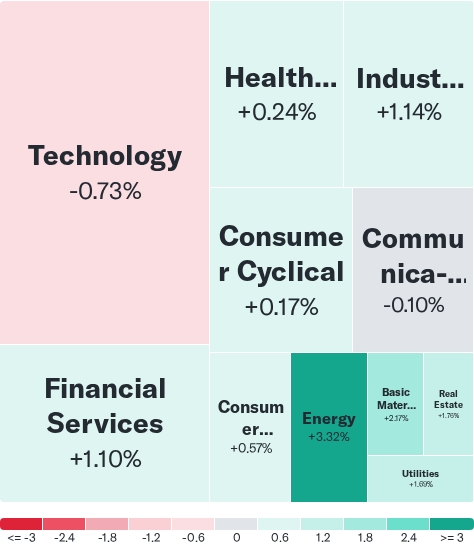 Technology
-0.73%
Health...
+0.24%
Indust...
+1.14%
Consume
r Cyclical
+0.17%
Commu
nica-...
-0.10%
Financial
Services
+1.10%
Consum
er...
+0.57%
Energy
+3.32%
Basic
Mater...
+2.17%
Real
Estate
+1.76%
Utilities
+1.69%
<= -3 -2.4 -1.8 -1.2 -0.6 0 0.6 1.2 1.8 2.4 >= 3